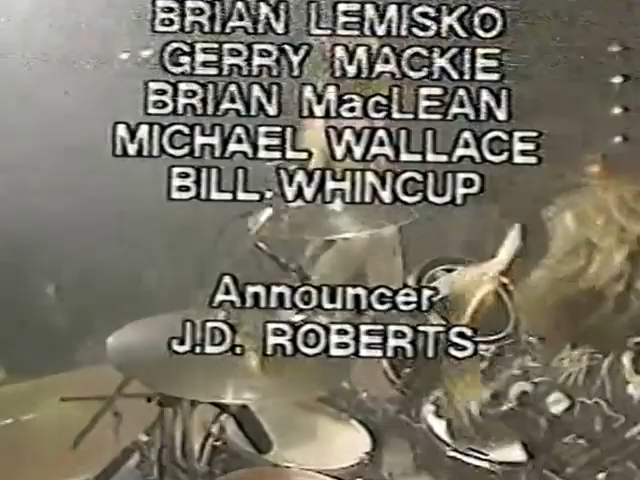 BRIAN LEMISKO
GERRY MACKIE
BRIAN MacLEAN
MICHAEL WALLACE
BILL WHINCUP
Announcer
J.D. ROBERTS